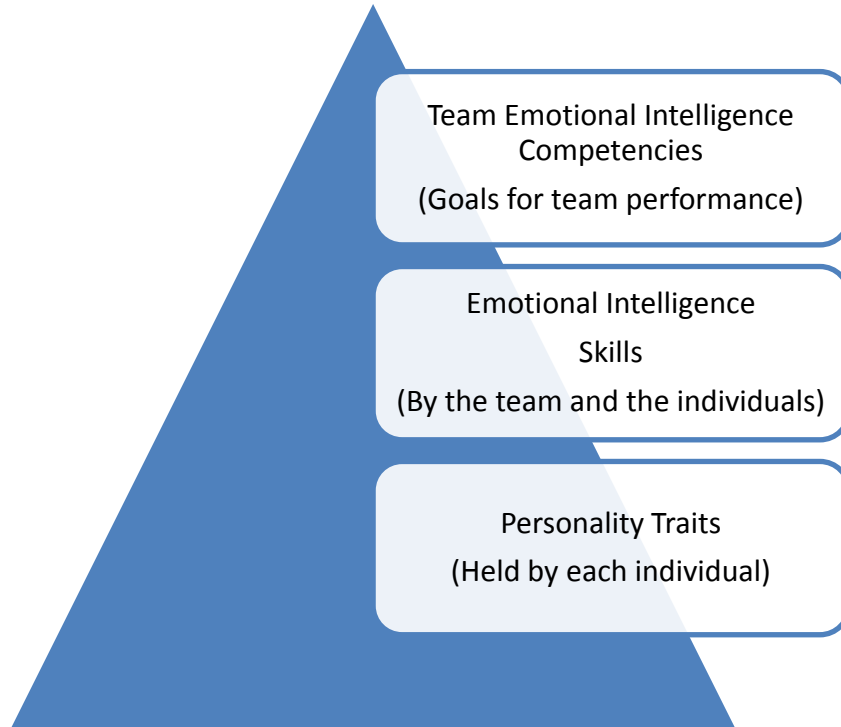 Team Emotional Intelligence
Competencies
(Goals for team performance)
Emotional Intelligence
Skills
(By the team and the individuals)
Personality Traits
(Held by each individual)